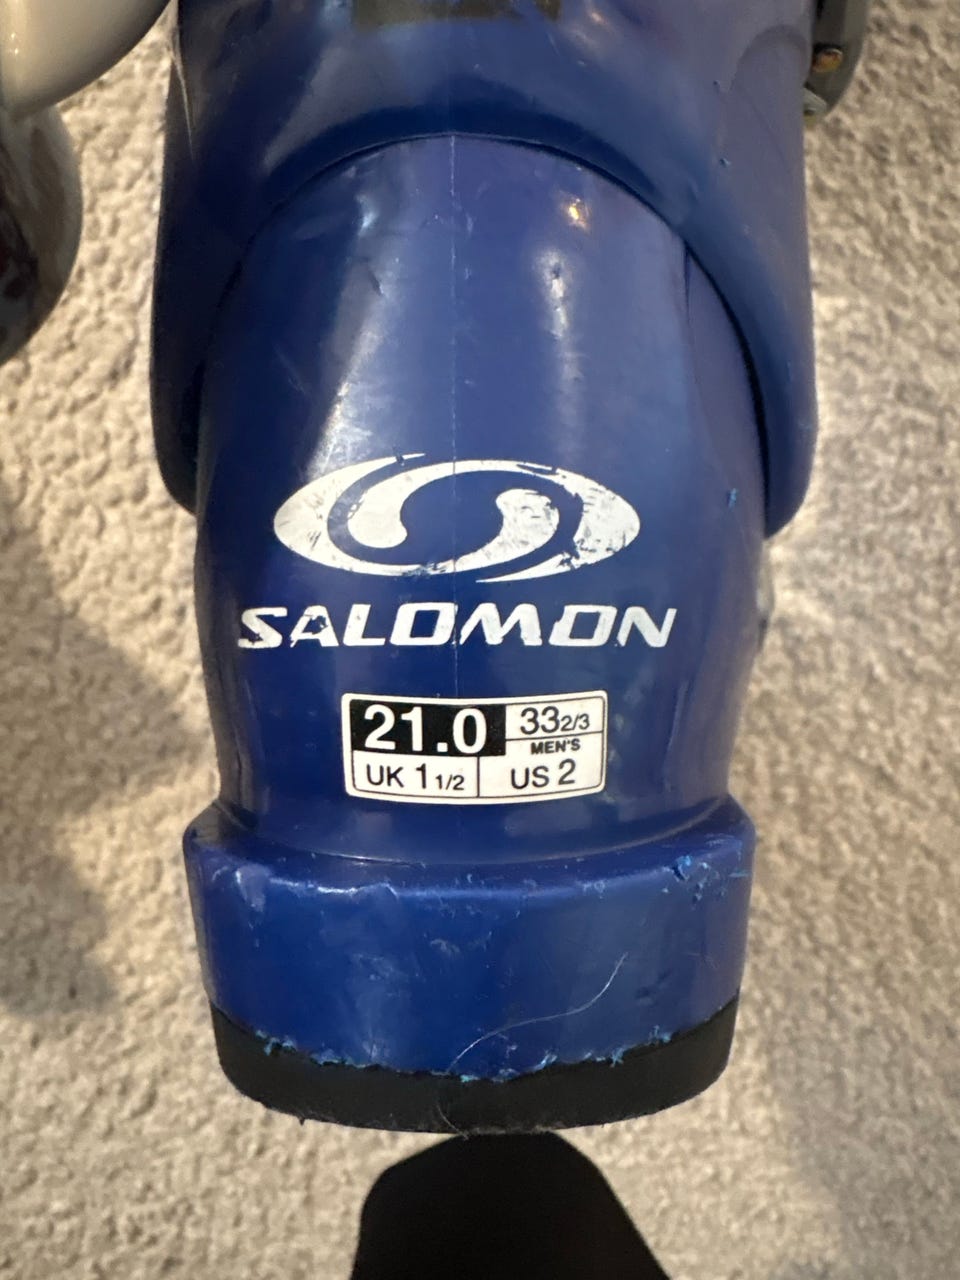 SALOMON
21.0 33 2/3
MEN'S
UK 1 1/2 US 2